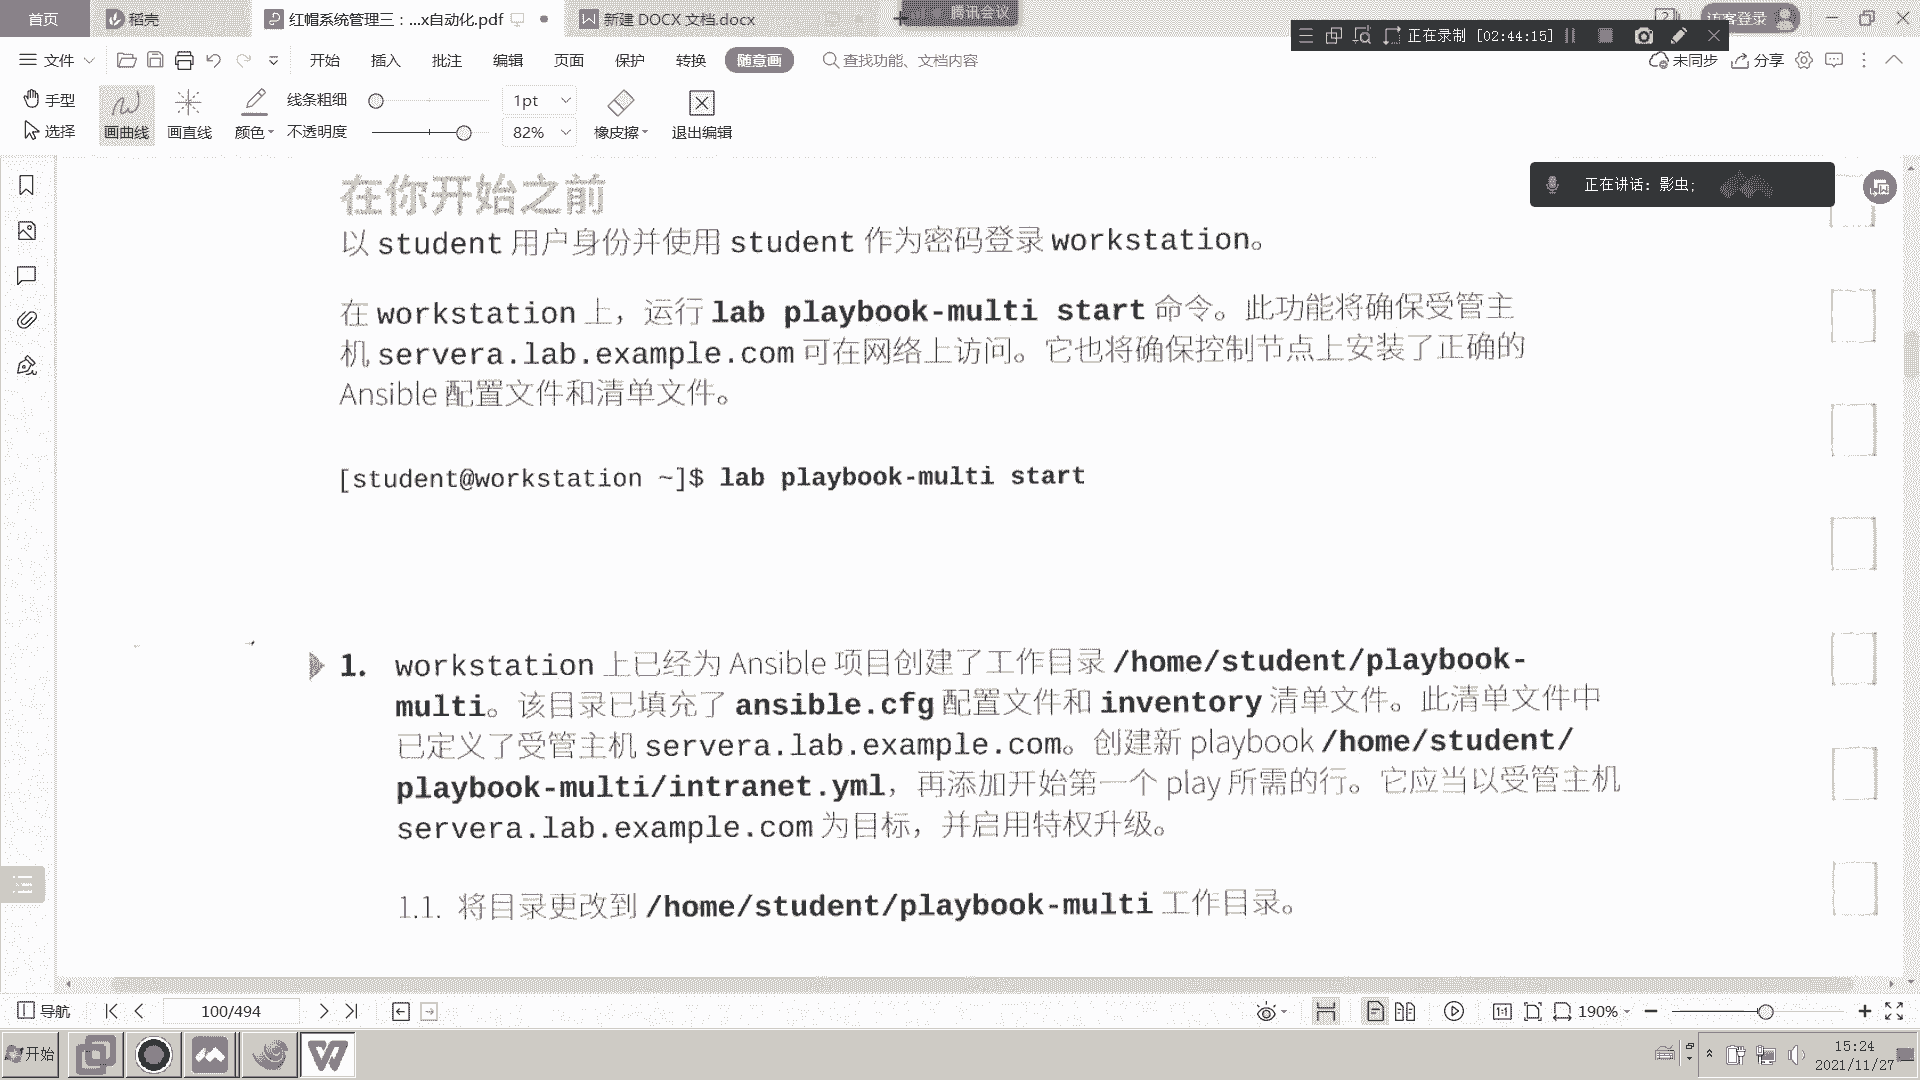 首页
稻壳
红帽系统管理三：...x自动化.pdf
新建 DOCX 文档.docx
腾讯会议
访客登录
正在录制 [02:44:15]
文件
开始
插入
批注
编辑
页面
保护
转换
随意画
查找功能、文档内容
未同步
分享
手型
选择
画曲线
画直线
颜色
线条粗细
1pt
不透明度
82%
橡皮擦
退出编辑
正在讲话：影虫;
在你开始之前
以 student 用户身份并使用 student 作为密码登录 workstation。
在 workstation 上，运行 lab playbook-multi start 命令。此功能将确保受管主
机 servera.lab.example.com 可在网络上访问。它也将确保控制节点上安装了正确的
Ansible 配置文件和清单文件。
[student@workstation ~]$ lab playbook-multi start
1. workstation 上已经为 Ansible 项目创建了工作目录 /home/student/playbook-
multi。该目录已填充了 ansible.cfg 配置文件和 inventory 清单文件。此清单文件中
已定义了受管主机 servera.lab.example.com。创建新 playbook /home/student/
playbook-multi/intranet.yml，再添加开始第一个 play 所需的行。它应当以受管主机
servera.lab.example.com 为目标，并启用特权升级。
1.1. 将目录更改到 /home/student/playbook-multi 工作目录。
导航
100/494
1:1
190%
开始
15:24
2021/11/27